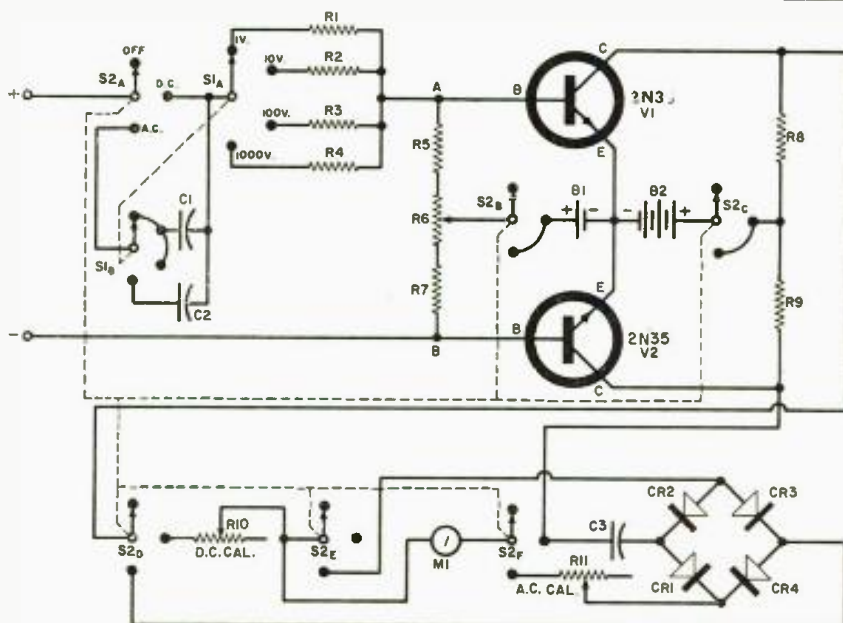 OFF
S2A
D.C.
S1A
+
A.C.
1V.
10V.
100V.
1000V.
R1
R2
R3
R4
C1
S1B
C2
-
A
R5
R6
R7
B
S2B
B
C
E
V1
B1
+ -
B2
- +
S2C
R8
R9
E
B
2N35
V2
C
S2D
R10
D.C. CAL.
S2E
M1
S2F
C3
R11
A.C. CAL.
CR2
CR3
CR1
CR4